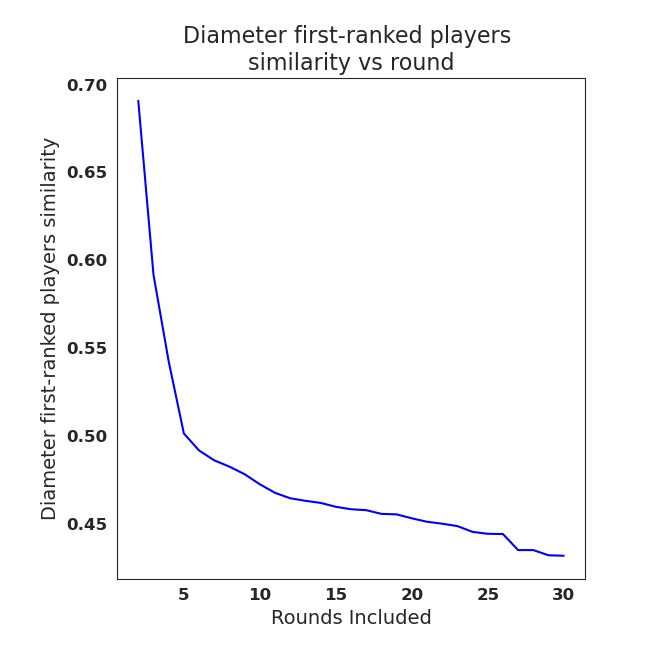 Diameter first-ranked players
similarity vs round
Diameter first-ranked players similarity
0.70
0.65
0.60
0.55
0.50
0.45
5 10 15 20 25 30
Rounds Included